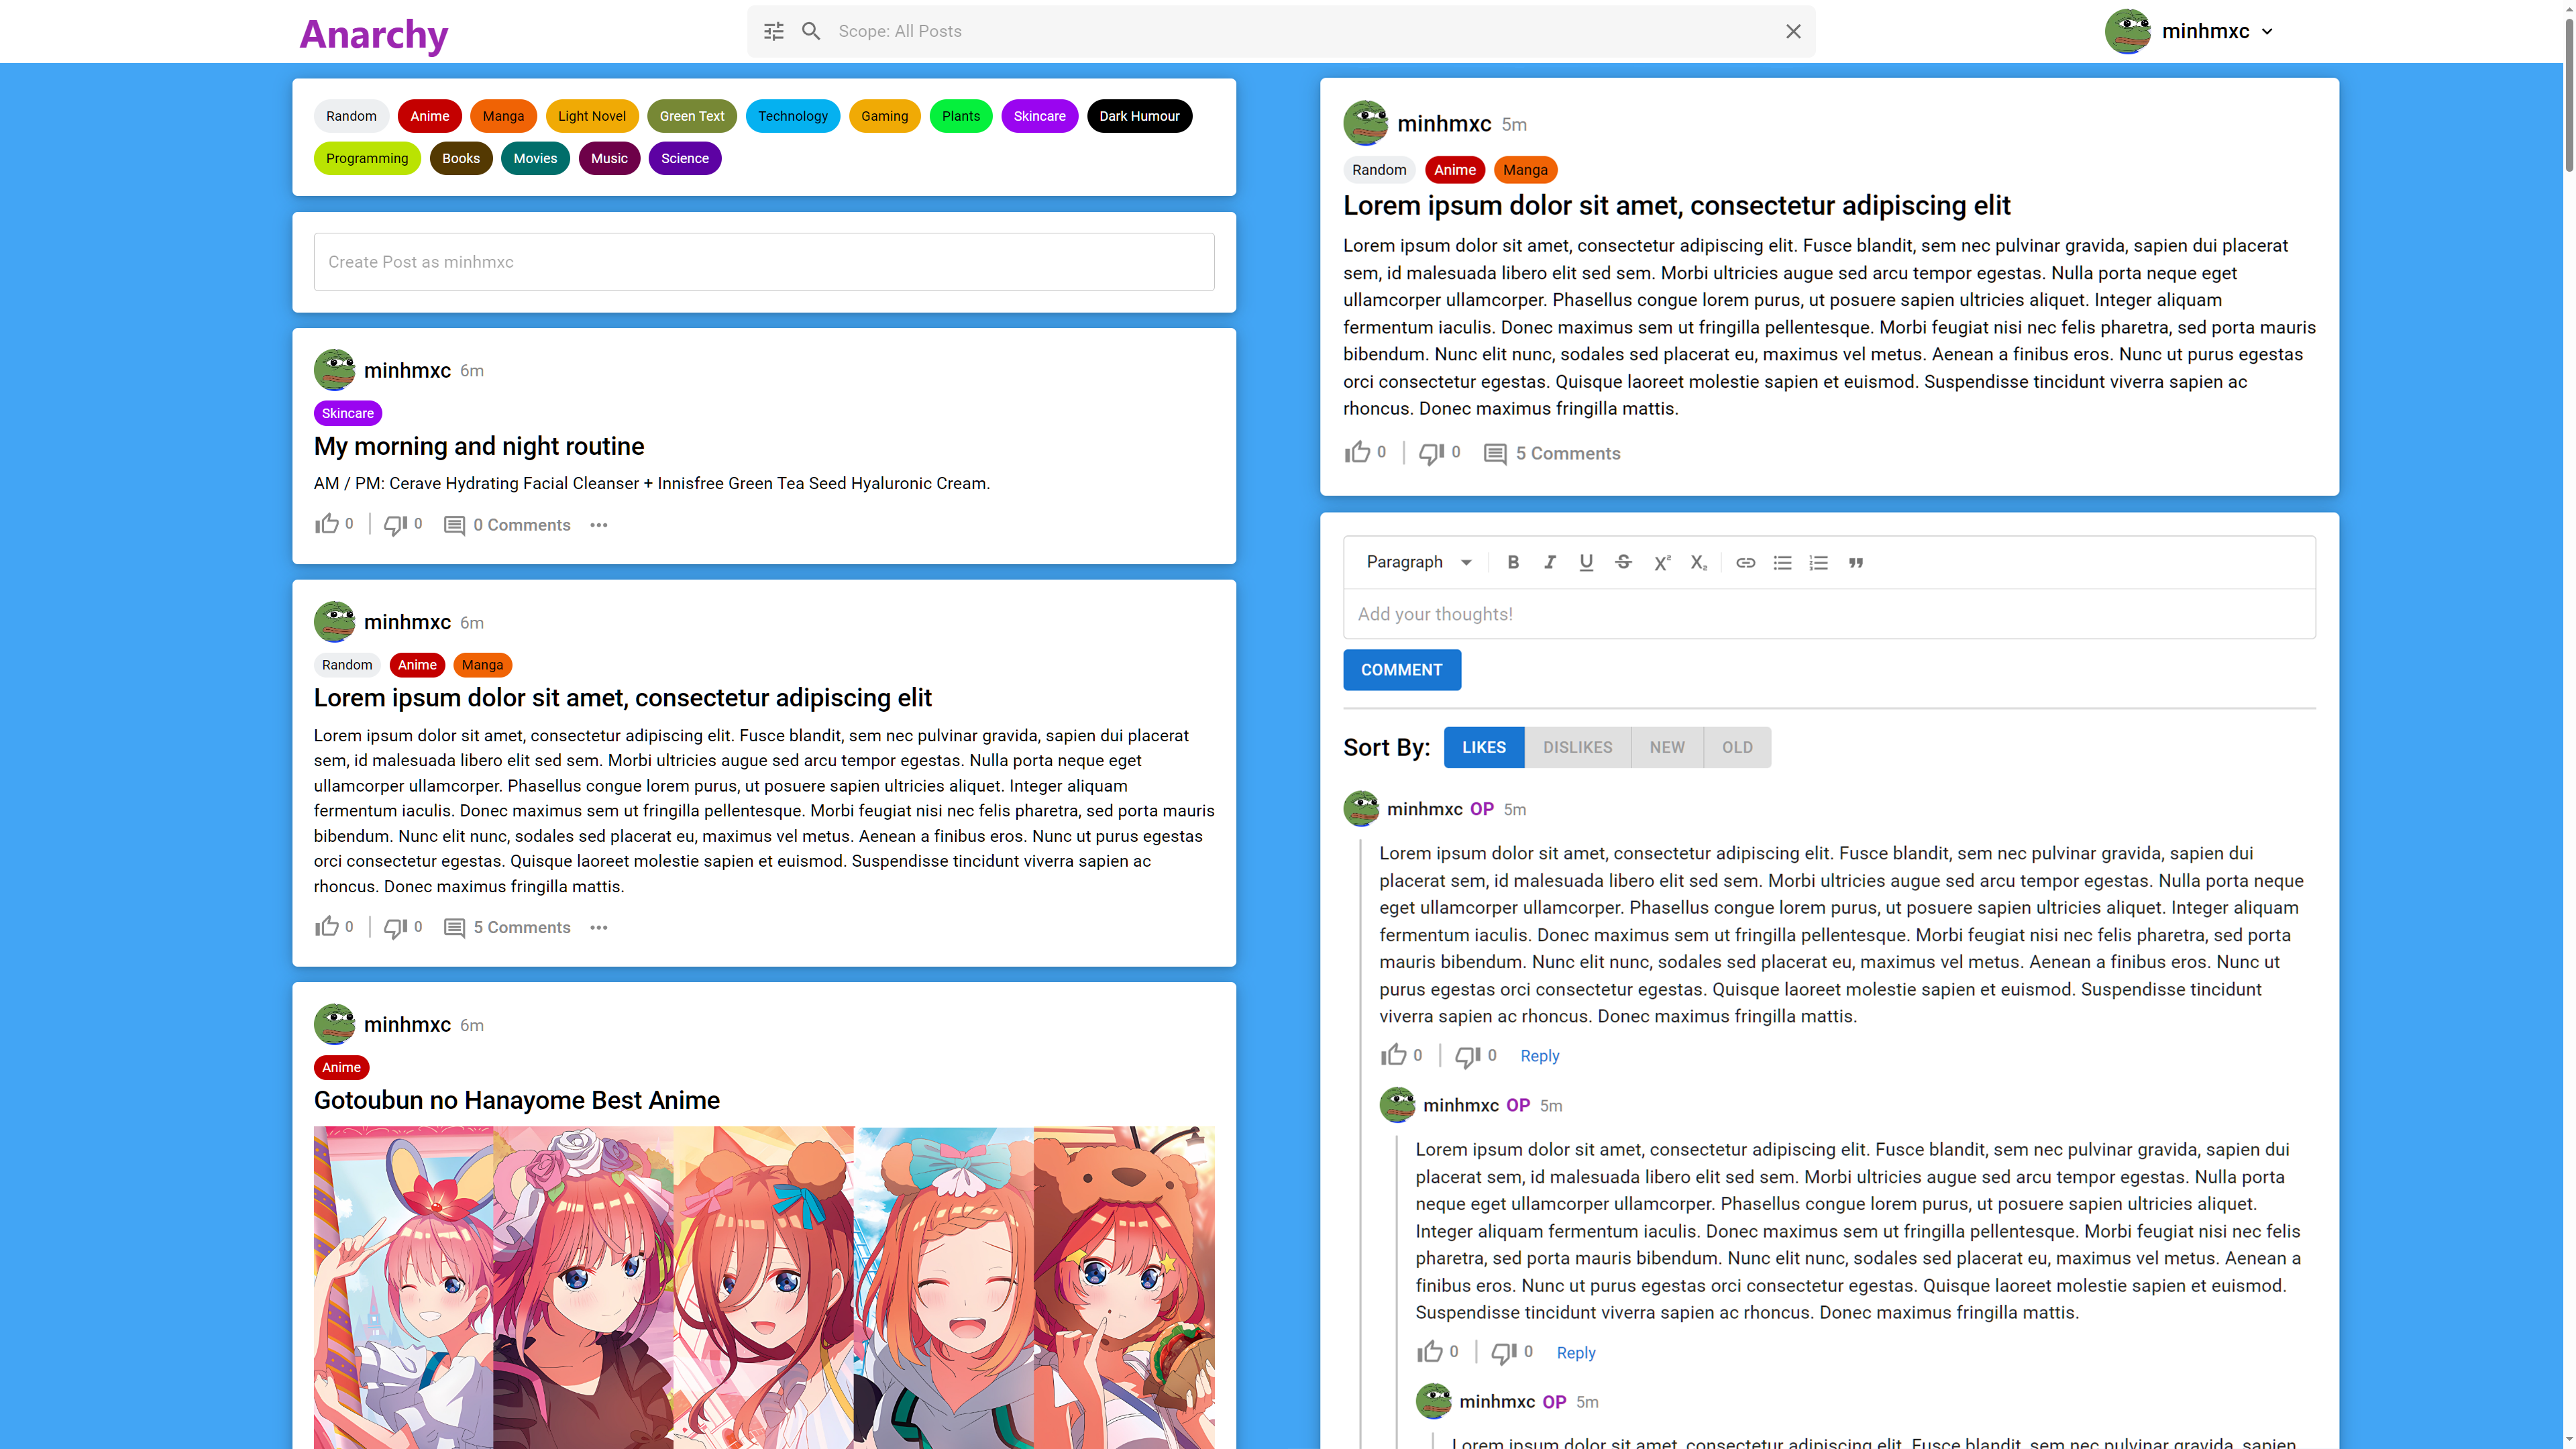 Anarchy
Scope: All Posts
minhmxc
Random Anime Manga Light Novel Green Text Technology Gaming Plants Skincare Dark Humour
Programming Books Movies Music Science
Create Post as minhmxc
minhmxc 6m
Skincare
My morning and night routine
AM / PM: Cerave Hydrating Facial Cleanser + Innisfree Green Tea Seed Hyaluronic Cream.
0 0 0 Comments
minhmxc 6m
Random Anime Manga
Lorem ipsum dolor sit amet, consectetur adipiscing elit
Lorem ipsum dolor sit amet, consectetur adipiscing elit. Fusce blandit, sem nec pulvinar gravida, sapien dui placerat
sem, id malesuada libero elit sed sem. Morbi ultricies augue sed arcu tempor egestas. Nulla porta neque eget
ullamcorper ullamcorper. Phasellus congue lorem purus, ut posuere sapien ultricies aliquet. Integer aliquam
fermentum iaculis. Donec maximus sem ut fringilla pellentesque. Morbi feugiat nisi nec felis pharetra, sed porta mauris
bibendum. Nunc elit nunc, sodales sed placerat eu, maximus vel metus. Aenean a finibus eros. Nunc ut purus egestas
orci consectetur egestas. Quisque laoreet molestie sapien et euismod. Suspendisse tincidunt viverra sapien ac
rhoncus. Donec maximus fringilla mattis.
0 0 5 Comments
minhmxc 6m
Anime
Gotoubun no Hanayome Best Anime
minhmxc 5m
Random Anime Manga
Lorem ipsum dolor sit amet, consectetur adipiscing elit
Lorem ipsum dolor sit amet, consectetur adipiscing elit. Fusce blandit, sem nec pulvinar gravida, sapien dui placerat
sem, id malesuada libero elit sed sem. Morbi ultricies augue sed arcu tempor egestas. Nulla porta neque eget
ullamcorper ullamcorper. Phasellus congue lorem purus, ut posuere sapien ultricies aliquet. Integer aliquam
fermentum iaculis. Donec maximus sem ut fringilla pellentesque. Morbi feugiat nisi nec felis pharetra, sed porta mauris
bibendum. Nunc elit nunc, sodales sed placerat eu, maximus vel metus. Aenean a finibus eros. Nunc ut purus egestas
orci consectetur egestas. Quisque laoreet molestie sapien et euismod. Suspendisse tincidunt viverra sapien ac
rhoncus. Donec maximus fringilla mattis.
0 0 5 Comments
Paragraph B I U S X² X₂
Add your thoughts!
COMMENT
Sort By: LIKES DISLIKES NEW OLD
minhmxc OP 5m
Lorem ipsum dolor sit amet, consectetur adipiscing elit. Fusce blandit, sem nec pulvinar gravida, sapien dui
placerat sem, id malesuada libero elit sed sem. Morbi ultricies augue sed arcu tempor egestas. Nulla porta neque
eget ullamcorper ullamcorper. Phasellus congue lorem purus, ut posuere sapien ultricies aliquet. Integer aliquam
fermentum iaculis. Donec maximus sem ut fringilla pellentesque. Morbi feugiat nisi nec felis pharetra, sed porta
mauris bibendum. Nunc elit nunc, sodales sed placerat eu, maximus vel metus. Aenean a finibus eros. Nunc ut
purus egestas orci consectetur egestas. Quisque laoreet molestie sapien et euismod. Suspendisse tincidunt
viverra sapien ac rhoncus. Donec maximus fringilla mattis.
0 0 Reply
minhmxc OP 5m
Lorem ipsum dolor sit amet, consectetur adipiscing elit. Fusce blandit, sem nec pulvinar gravida, sapien dui
placerat sem, id malesuada libero elit sed sem. Morbi ultricies augue sed arcu tempor egestas. Nulla porta
neque eget ullamcorper ullamcorper. Phasellus congue lorem purus, ut posuere sapien ultricies aliquet.
Integer aliquam fermentum iaculis. Donec maximus sem ut fringilla pellentesque. Morbi feugiat nisi nec felis
pharetra, sed porta mauris bibendum. Nunc elit nunc, sodales sed placerat eu, maximus vel metus. Aenean a
finibus eros. Nunc ut purus egestas orci consectetur egestas. Quisque laoreet molestie sapien et euismod.
Suspendisse tincidunt viverra sapien ac rhoncus. Donec maximus fringilla mattis.
0 0 Reply
minhmxc OP 5m
Lorem ipsum dolor sit amet, consectetur adipiscing elit. Fusce blandit, sem nec pulvinar gravida, sapien